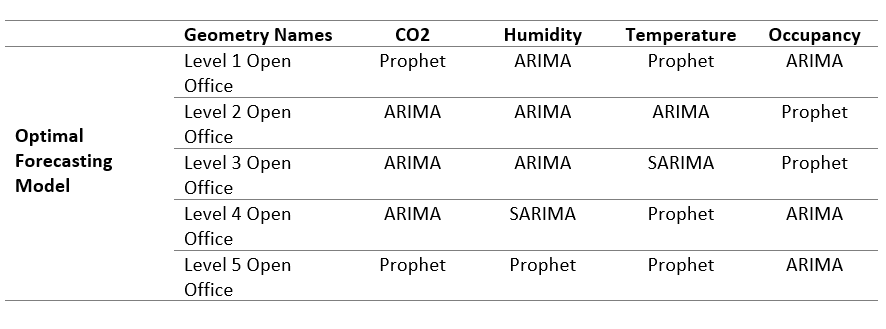 Geometry Names CO2 Humidity Temperature Occupancy
Optimal
Forecasting
Model
Level 1 Open Prophet ARIMA Prophet ARIMA
Office
Level 2 Open ARIMA ARIMA ARIMA Prophet
Office
Level 3 Open ARIMA ARIMA SARIMA Prophet
Office
Level 4 Open ARIMA SARIMA Prophet ARIMA
Office
Level 5 Open Prophet Prophet Prophet ARIMA
Office